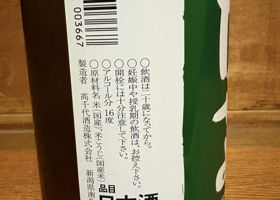 ○飲酒は二十歳になってから。
○妊娠中や授乳期の飲酒は、お控え下さい。
○開栓には十分注意して下さい。
○アルコール分 16度
○原材料名 米(国産)、米こうじ(国産米)
製造者 高千代酒造株式会社
新潟県南
003667
品目
日本酒